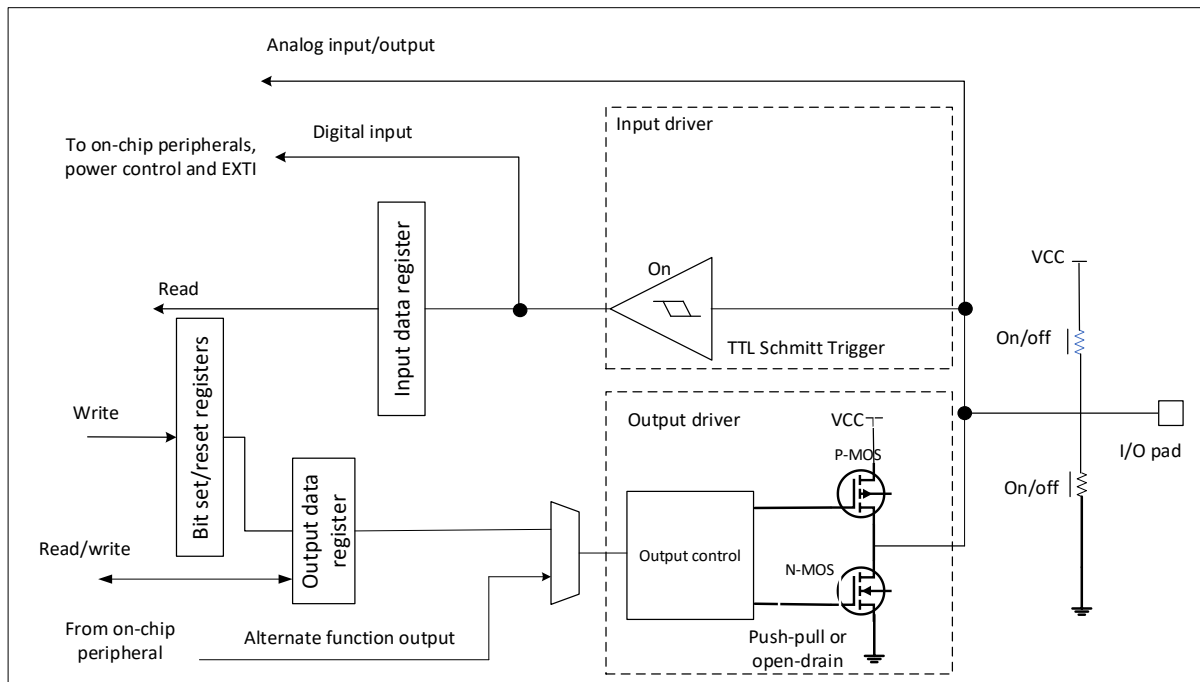 Analog input/output
Digital input
To on-chip peripherals,
power control and EXTI
Input driver
On
TTL Schmitt Trigger
Input data register
Read
VCC
On/off
On/off
I/O pad
Bit set/reset registers
Write
Output data
register
Read/write
From on-chip
peripheral
Alternate function output
Output driver
VCC
P-MOS
Output control
N-MOS
Push-pull or
open-drain